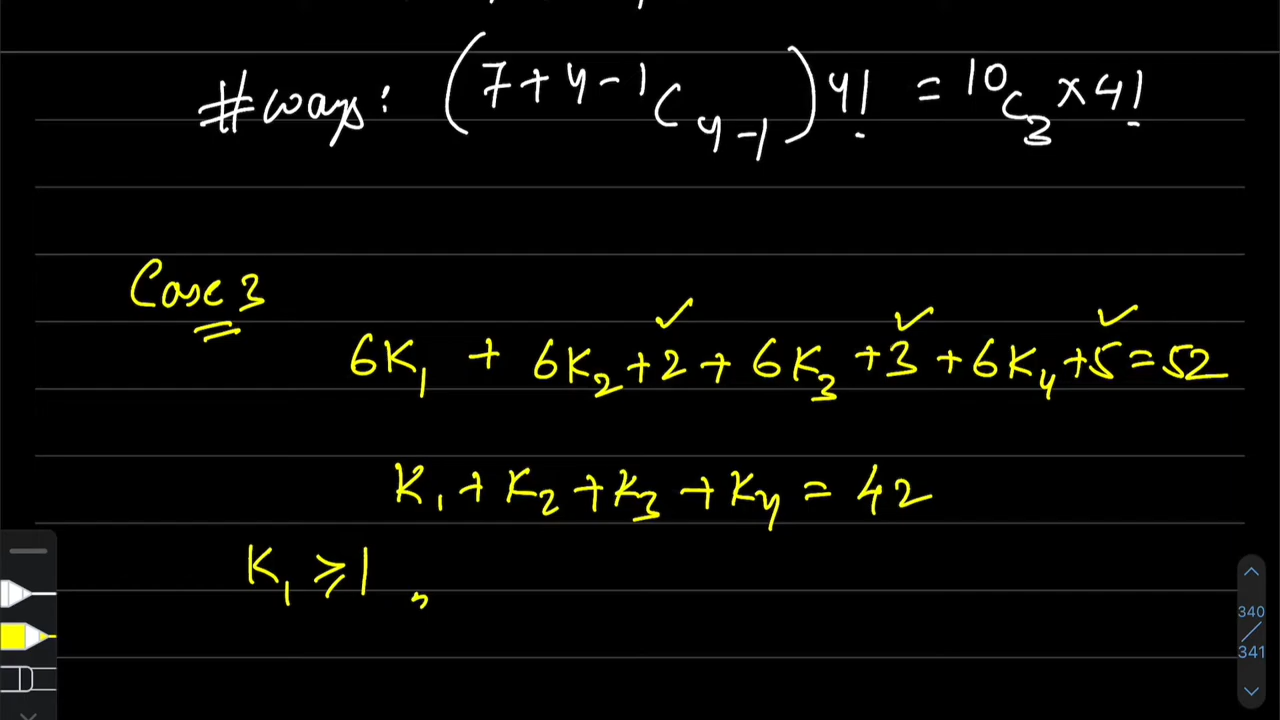 #ways: (7+4-1C4-1) 4! = 10C3 × 4!
Case 3
6K1 + 6K2 + 2 + 6K3 + 3 + 6K4 + 5 = 52
K1 + K2 + K3 + K4 = 42
K1 ⩾ 1 ,
340
/
341